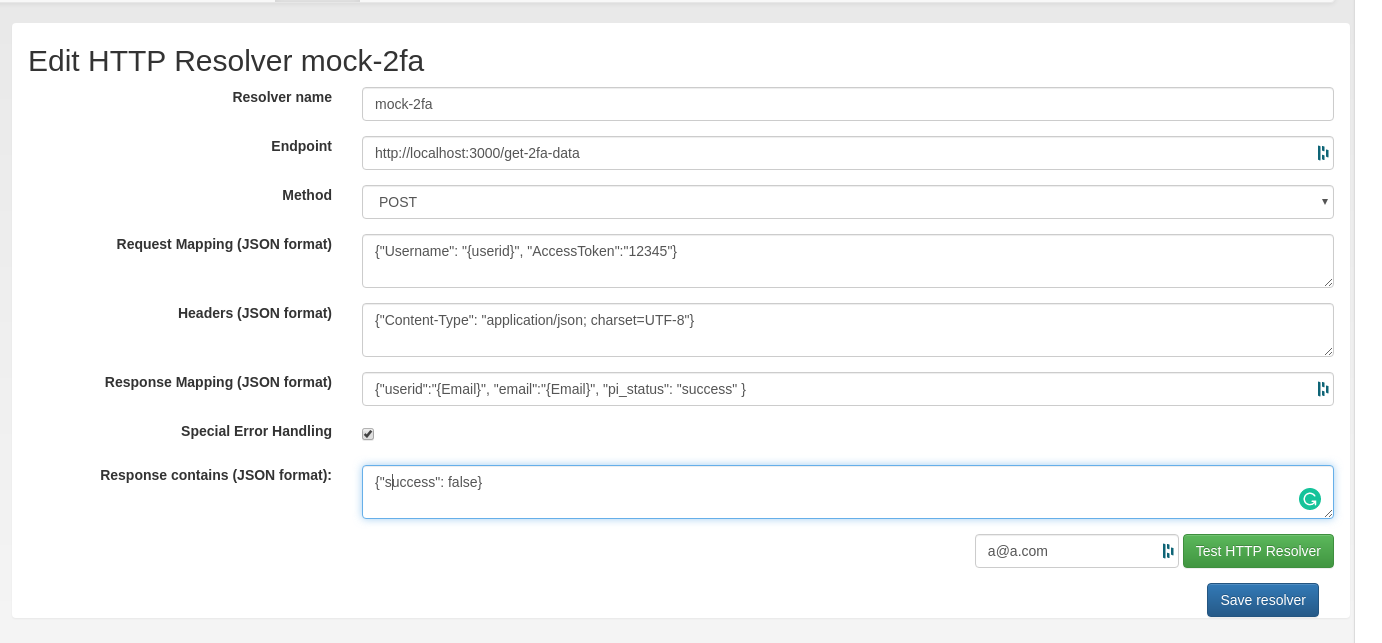 Edit HTTP Resolver mock-2fa
Resolver name
mock-2fa
Endpoint
http://localhost:3000/get-2fa-data
Method
POST
Request Mapping (JSON format)
{"Username": "{userid}", "AccessToken":"12345"}
Headers (JSON format)
{"Content-Type": "application/json; charset=UTF-8"}
Response Mapping (JSON format)
{"userid":"{Email}", "email":"{Email}", "pi_status": "success" }
Special Error Handling
Response contains (JSON format):
{"success": false}
a@a.com
Test HTTP Resolver
Save resolver